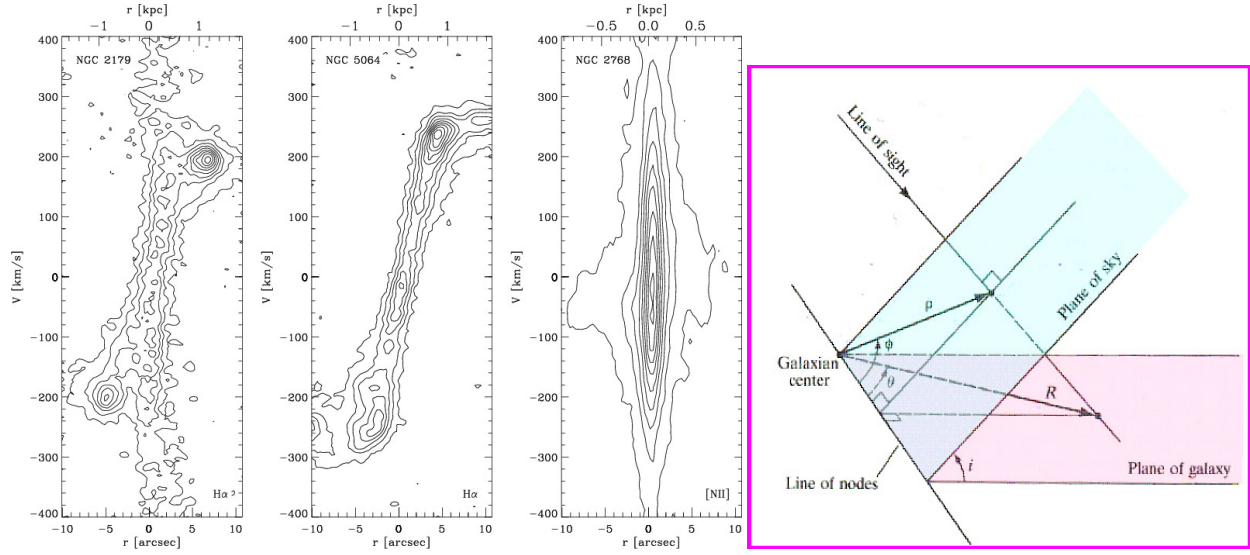 r [kpc]
−1 0 1
NGC 2179
V [km/s]
400
300
200
100
0
−100
−200
−300
−400
Hα
−10 −5 0 5 10
r [arcsec]
r [kpc]
−1 0 1
NGC 5064
V [km/s]
400
300
200
100
0
−100
−200
−300
−400
Hα
−10 −5 0 5 10
r [arcsec]
r [kpc]
−0.5 0.0 0.5
NGC 2768
V [km/s]
400
300
200
100
0
−100
−200
−300
−400
[NII]
−10 −5 0 5 10
r [arcsec]
Line of sight
Plane of sky
ρ
ϕ
Galaxian
center
θ
R
i
Plane of galaxy
Line of nodes